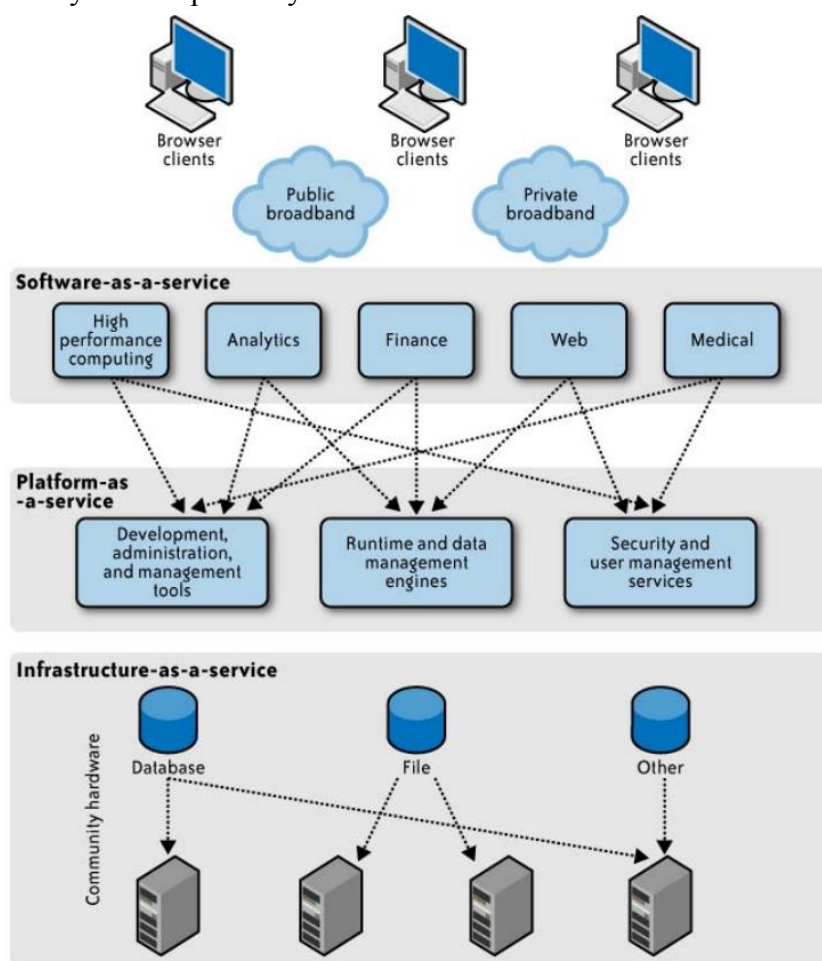 Browser
clients
Browser
clients
Browser
clients
Public
broadband
Private
broadband
Software-as-a-service
High
performance
computing
Analytics
Finance
Web
Medical
Platform-as
-a-service
Development,
administration,
and management
tools
Runtime and data
management
engines
Security and
user management
services
Infrastructure-as-a-service
Community hardware
Database
File
Other